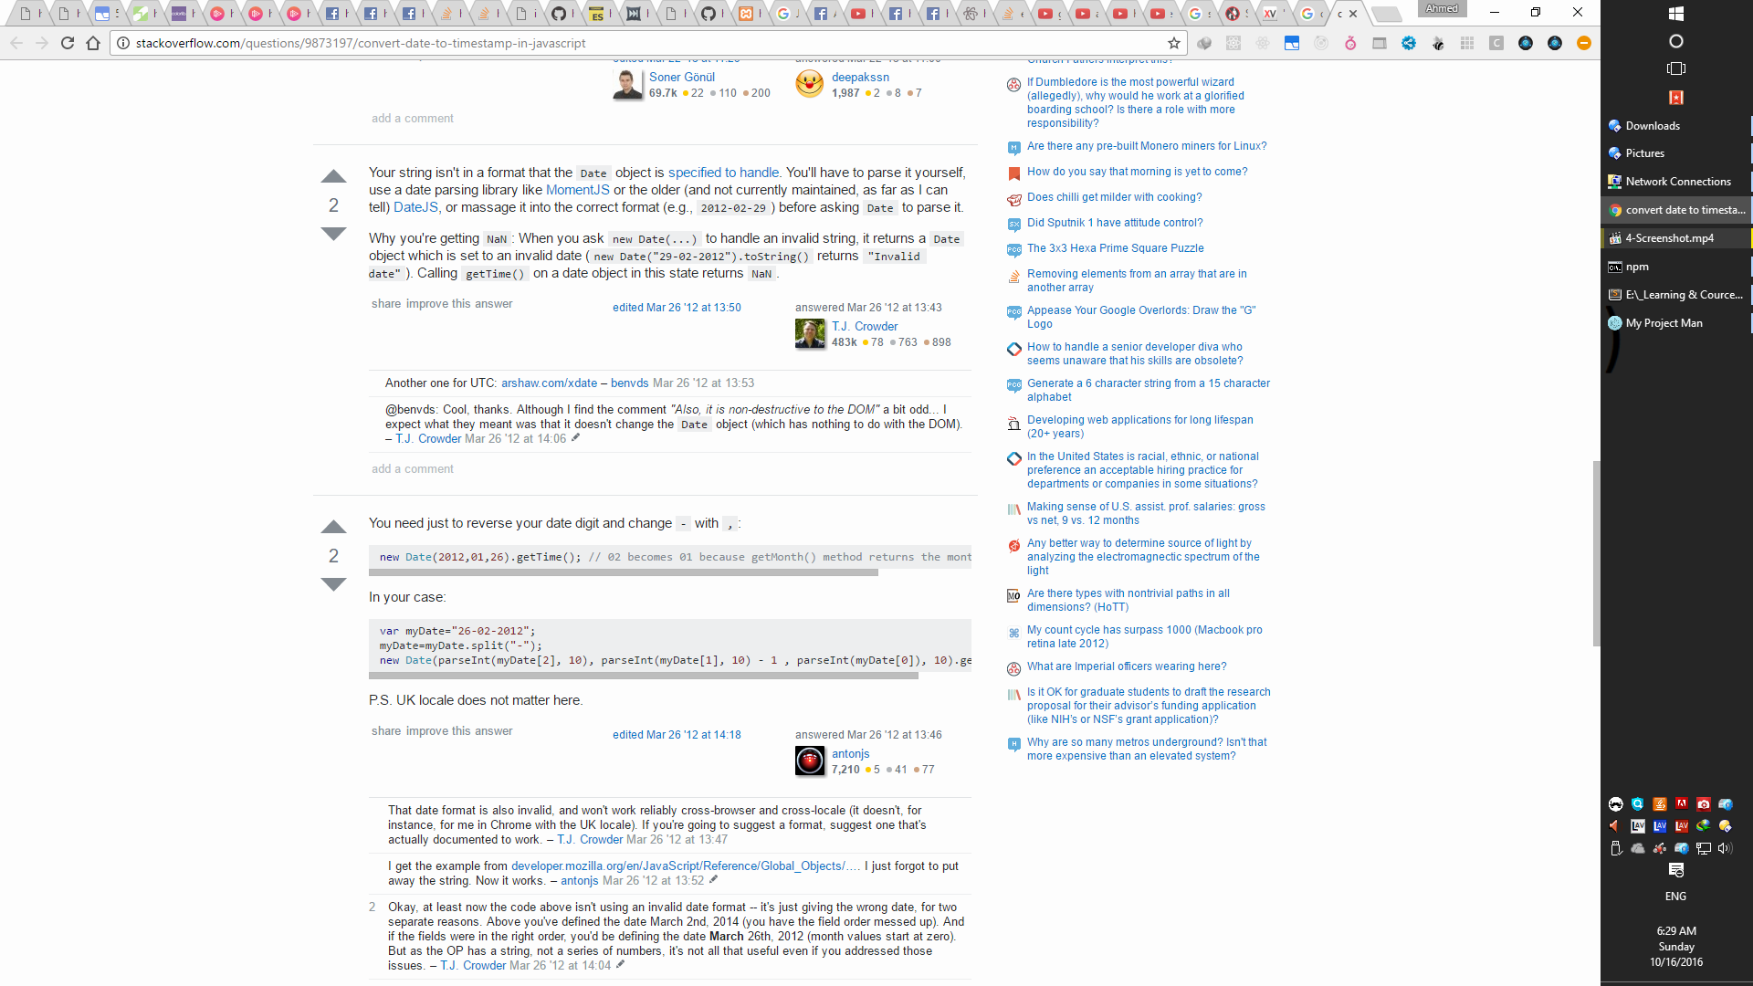 Ahmed
stackoverflow.com/questions/9873197/convert-date-to-timestamp-in-javascript
Soner Gönül
69.7k 22 110 200
deepakssn
1,987 2 8 7
add a comment
2
Your string isn't in a format that the Date object is specified to handle. You'll have to parse it yourself,
use a date parsing library like MomentJS or the older (and not currently maintained, as far as I can
tell) DateJS, or massage it into the correct format (e.g., 2012-02-29 ) before asking Date to parse it.
Why you're getting NaN : When you ask new Date(...) to handle an invalid string, it returns a Date
object which is set to an invalid date ( new Date("29-02-2012").toString() returns "Invalid
date" ). Calling getTime() on a date object in this state returns NaN .
share improve this answer
edited Mar 26 '12 at 13:50
answered Mar 26 '12 at 13:43
T.J. Crowder
483k 78 763 898
Another one for UTC: arshaw.com/xdate – benvds Mar 26 '12 at 13:53
@benvds: Cool, thanks. Although I find the comment "Also, it is non-destructive to the DOM" a bit odd... I
expect what they meant was that it doesn't change the Date object (which has nothing to do with the DOM).
– T.J. Crowder Mar 26 '12 at 14:06
add a comment
2
You need just to reverse your date digit and change - with , :
new Date(2012,01,26).getTime(); // 02 becomes 01 because getMonth() method returns the mont
In your case:
var myDate="26-02-2012";
myDate=myDate.split("-");
new Date(parseInt(myDate[2], 10), parseInt(myDate[1], 10) - 1 , parseInt(myDate[0]), 10).ge
P.S. UK locale does not matter here.
share improve this answer
edited Mar 26 '12 at 14:18
answered Mar 26 '12 at 13:46
antonjs
7,210 5 41 77
That date format is also invalid, and won't work reliably cross-browser and cross-locale (it doesn't, for
instance, for me in Chrome with the UK locale). If you're going to suggest a format, suggest one that's
actually documented to work. – T.J. Crowder Mar 26 '12 at 13:47
I get the example from developer.mozilla.org/en/JavaScript/Reference/Global_Objects/…. I just forgot to put
away the string. Now it works. – antonjs Mar 26 '12 at 13:52
2 Okay, at least now the code above isn't using an invalid date format -- it's just giving the wrong date, for two
separate reasons. Above you've defined the date March 2nd, 2014 (you have the field order messed up). And
if the fields were in the right order, you'd be defining the date March 26th, 2012 (month values start at zero).
But as the OP has a string, not a series of numbers, it's not all that useful even if you addressed those
issues. – T.J. Crowder Mar 26 '12 at 14:04
If Dumbledore is the most powerful wizard
(allegedly), why would he work at a glorified
boarding school? Is there a role with more
responsibility?
Are there any pre-built Monero miners for Linux?
How do you say that morning is yet to come?
Does chilli get milder with cooking?
Did Sputnik 1 have attitude control?
The 3x3 Hexa Prime Square Puzzle
Removing elements from an array that are in
another array
Appease Your Google Overlords: Draw the "G"
Logo
How to handle a senior developer diva who
seems unaware that his skills are obsolete?
Generate a 6 character string from a 15 character
alphabet
Developing web applications for long lifespan
(20+ years)
In the United States is racial, ethnic, or national
preference an acceptable hiring practice for
departments or companies in some situations?
Making sense of U.S. assist. prof. salaries: gross
vs net, 9 vs. 12 months
Any better way to determine source of light by
analyzing the electromagnectic spectrum of the
light
Are there types with nontrivial paths in all
dimensions? (HoTT)
My count cycle has surpass 1000 (Macbook pro
retina late 2012)
What are Imperial officers wearing here?
Is it OK for graduate students to draft the research
proposal for their advisor's funding application
(like NIH's or NSF's grant application)?
Why are so many metros underground? Isn't that
more expensive than an elevated system?
Downloads
Pictures
Network Connections
convert date to timesta...
4-Screenshot.mp4
npm
E:\_Learning & Cource...
My Project Man
ENG
6:29 AM
Sunday
10/16/2016